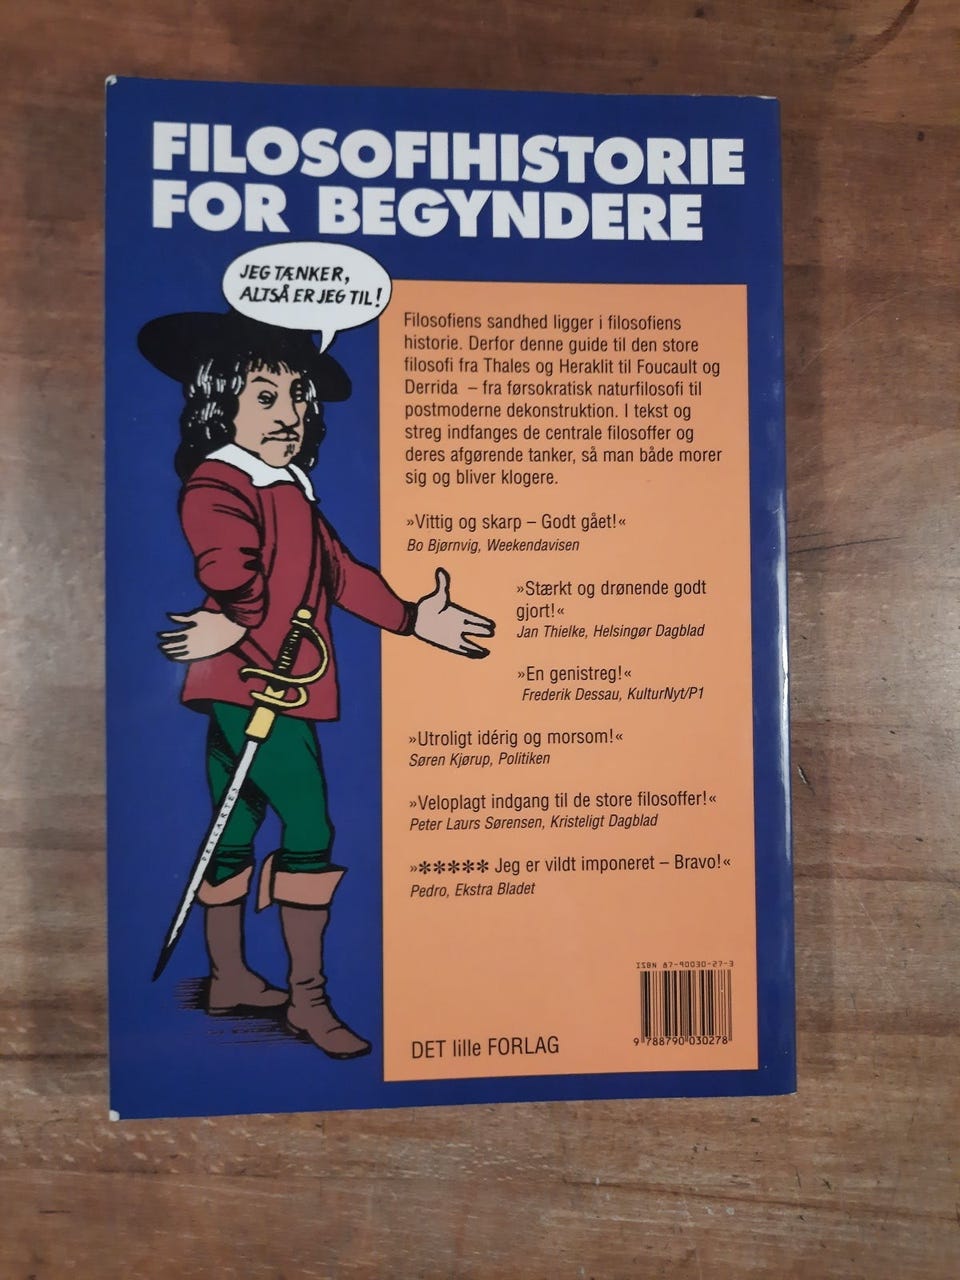 FILOSOFIHISTORIE
FOR BEGYNDERE
JEG TÆNKER,
ALTSÅ ER JEG TIL!
Filosofiens sandhed ligger i filosofiens
historie. Derfor denne guide til den store
filosofi fra Thales og Heraklit til Foucault og
Derrida – fra førsokratisk naturfilosofi til
postmoderne dekonstruktion. I tekst og
streg indfanges de centrale filosoffer og
deres afgørende tanker, så man både morer
sig og bliver klogere.
»Vittig og skarp – Godt gået!«
Bo Bjørnvig, Weekendavisen
»Stærkt og drønende godt
gjort!«
Jan Thielke, Helsingør Dagblad
»En genistreg!«
Frederik Dessau, KulturNyt/P1
»Utroligt idérig og morsom!«
Søren Kjørup, Politiken
»Veloplagt indgang til de store filosoffer!«
Peter Laurs Sørensen, Kristeligt Dagblad
»***** Jeg er vildt imponeret – Bravo!«
Pedro, Ekstra Bladet
DESCARTES
ISBN 87-90030-27-3
9 788790 030278
DET lille FORLAG